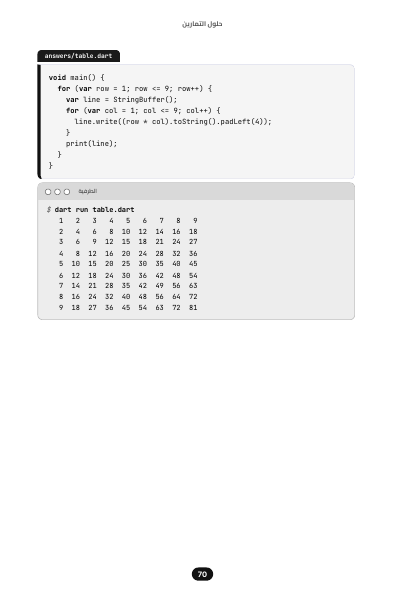 حلول التمارين
answers/table.dart
void main() {
  for (var row = 1; row <= 9; row++) {
    var line = StringBuffer();
    for (var col = 1; col <= 9; col++) {
      line.write((row * col).toString().padLeft(4));
    }
    print(line);
  }
}
الطرفية
$ dart run table.dart
   1   2   3   4   5   6   7   8   9
   2   4   6   8  10  12  14  16  18
   3   6   9  12  15  18  21  24  27
   4   8  12  16  20  24  28  32  36
   5  10  15  20  25  30  35  40  45
   6  12  18  24  30  36  42  48  54
   7  14  21  28  35  42  49  56  63
   8  16  24  32  40  48  56  64  72
   9  18  27  36  45  54  63  72  81
70